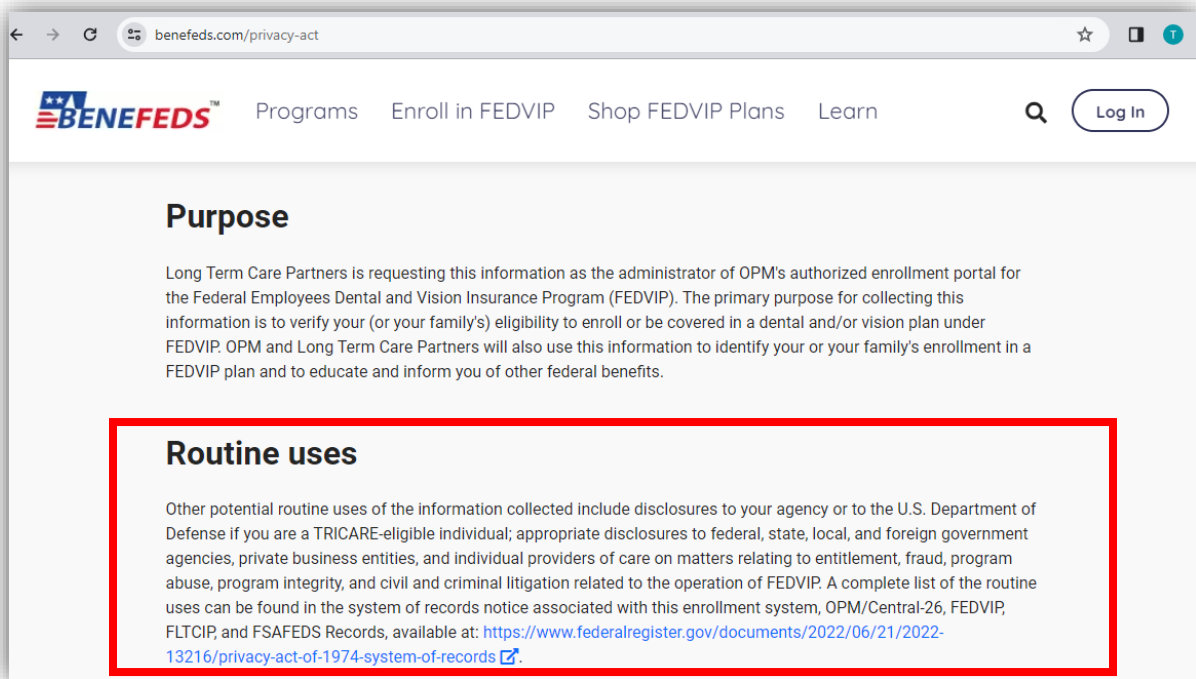 benefeds.com/privacy-act
T
BENEFEDS™
Programs Enroll in FEDVIP Shop FEDVIP Plans Learn
Log In
Purpose
Long Term Care Partners is requesting this information as the administrator of OPM's authorized enrollment portal for
the Federal Employees Dental and Vision Insurance Program (FEDVIP). The primary purpose for collecting this
information is to verify your (or your family's) eligibility to enroll or be covered in a dental and/or vision plan under
FEDVIP. OPM and Long Term Care Partners will also use this information to identify your or your family's enrollment in a
FEDVIP plan and to educate and inform you of other federal benefits.
Routine uses
Other potential routine uses of the information collected include disclosures to your agency or to the U.S. Department of
Defense if you are a TRICARE-eligible individual; appropriate disclosures to federal, state, local, and foreign government
agencies, private business entities, and individual providers of care on matters relating to entitlement, fraud, program
abuse, program integrity, and civil and criminal litigation related to the operation of FEDVIP. A complete list of the routine
uses can be found in the system of records notice associated with this enrollment system, OPM/Central-26, FEDVIP,
FLTCIP, and FSAFEDS Records, available at: https://www.federalregister.gov/documents/2022/06/21/2022-
13216/privacy-act-of-1974-system-of-records.